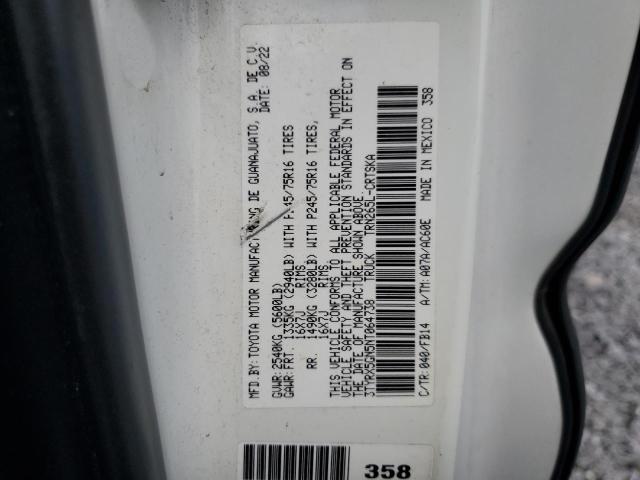 MFD.BY:TOYOTA MOTOR MANUFACTURING DE GUANAJUATO, S.A. DE C.V.
DATE: 08/22
GVWR:2540KG(5600LB)
GAWR:FRT. 1335KG (2940LB) WITH P245/75R16 TIRES
16X7J RIMS,
RR. 1490KG (3280LB) WITH P245/75R16 TIRES,
16X7J RIMS
THIS VEHICLE CONFORMS TO ALL APPLICABLE FEDERAL MOTOR
VEHICLE SAFETY AND THEFT PREVENTION STANDARDS IN EFFECT ON
THE DATE OF MANUFACTURE SHOWN ABOVE.
3TYRX5GN5NT064738 TRUCK TRN265L-CRTSKA
C/TR:040/FB14 A/TM:A07A/AC60E MADE IN MEXICO 358
358